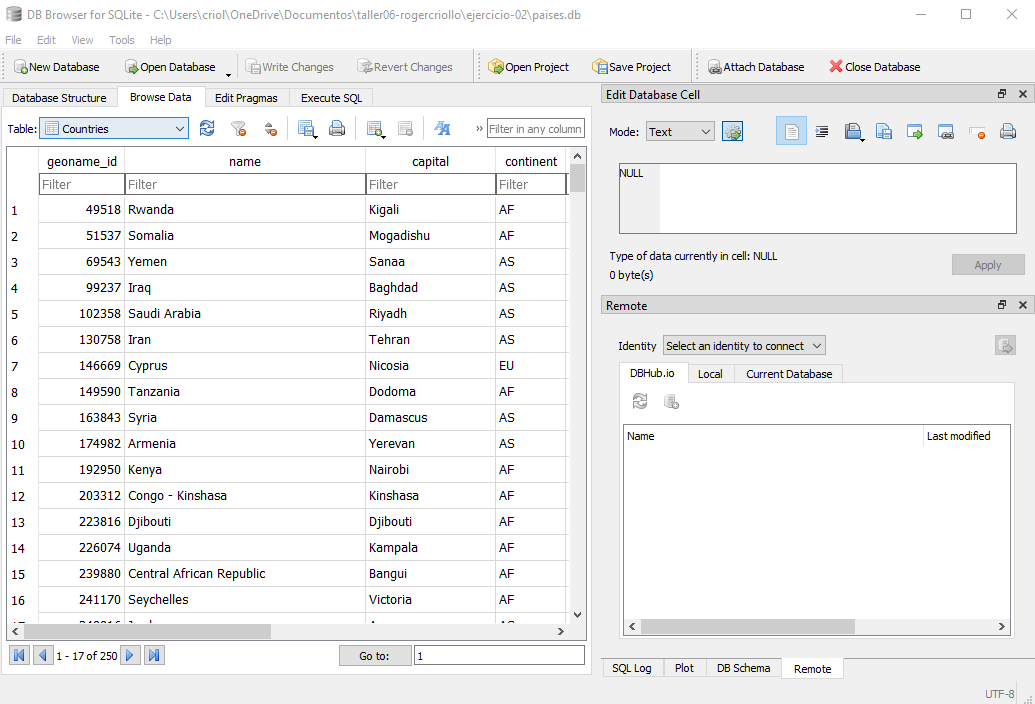 DB Browser for SQLite - C:\Users\criol\OneDrive\Documentos\taller06-rogercriollo\ejercicio-02\paises.db
File Edit View Tools Help
New Database Open Database Write Changes Revert Changes Open Project Save Project Attach Database Close Database
Database Structure Browse Data Edit Pragmas Execute SQL
Table: Countries » Filter in any column
geoname_id name capital continent
Filter Filter Filter Filter
1 49518 Rwanda Kigali AF
2 51537 Somalia Mogadishu AF
3 69543 Yemen Sanaa AS
4 99237 Iraq Baghdad AS
5 102358 Saudi Arabia Riyadh AS
6 130758 Iran Tehran AS
7 146669 Cyprus Nicosia EU
8 149590 Tanzania Dodoma AF
9 163843 Syria Damascus AS
10 174982 Armenia Yerevan AS
11 192950 Kenya Nairobi AF
12 203312 Congo - Kinshasa Kinshasa AF
13 223816 Djibouti Djibouti AF
14 226074 Uganda Kampala AF
15 239880 Central African Republic Bangui AF
16 241170 Seychelles Victoria AF
1 - 17 of 250 Go to: 1
Edit Database Cell
Mode: Text
NULL
Type of data currently in cell: NULL
0 byte(s)
Apply
Remote
Identity Select an identity to connect
DBHub.io Local Current Database
Name Last modified
SQL Log Plot DB Schema Remote
UTF-8